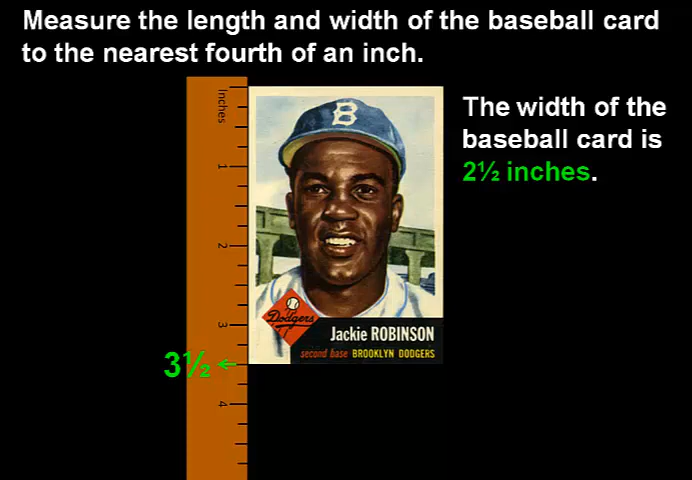 Measure the length and width of the baseball card
to the nearest fourth of an inch.
Inches
1
2
3
3½
4
B
Dodgers
Jackie ROBINSON
second base BROOKLYN DODGERS
The width of the
baseball card is
2½ inches.